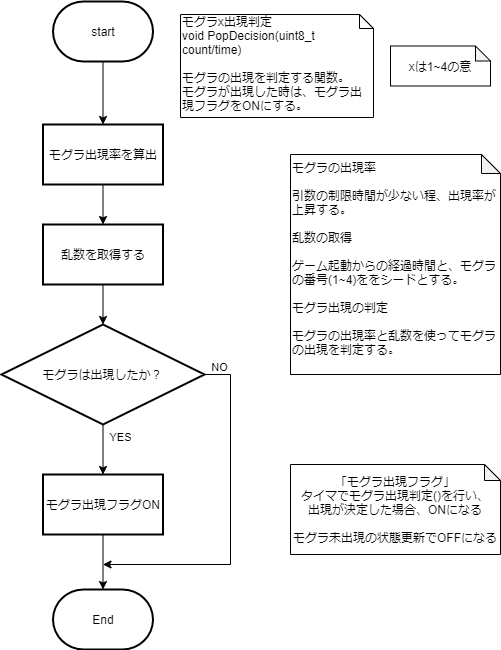 start
モグラx出現判定
void PopDecision(uint8_t
count/time)
モグラの出現を判定する関数。
モグラが出現した時は、モグラ出
現フラグをONにする。
xは1~4の意
モグラ出現率を算出
乱数を取得する
モグラは出現したか？
NO
YES
モグラ出現フラグON
End
モグラの出現率
引数の制限時間が少ない程、出現率が
上昇する。
乱数の取得
ゲーム起動からの経過時間と、モグラ
の番号(1~4)ををシードとする。
モグラ出現の判定
モグラの出現率と乱数を使ってモグラ
の出現を判定する。
「モグラ出現フラグ」
タイマでモグラ出現判定()を行い、
出現が決定した場合、ONになる
モグラ未出現の状態更新でOFFになる